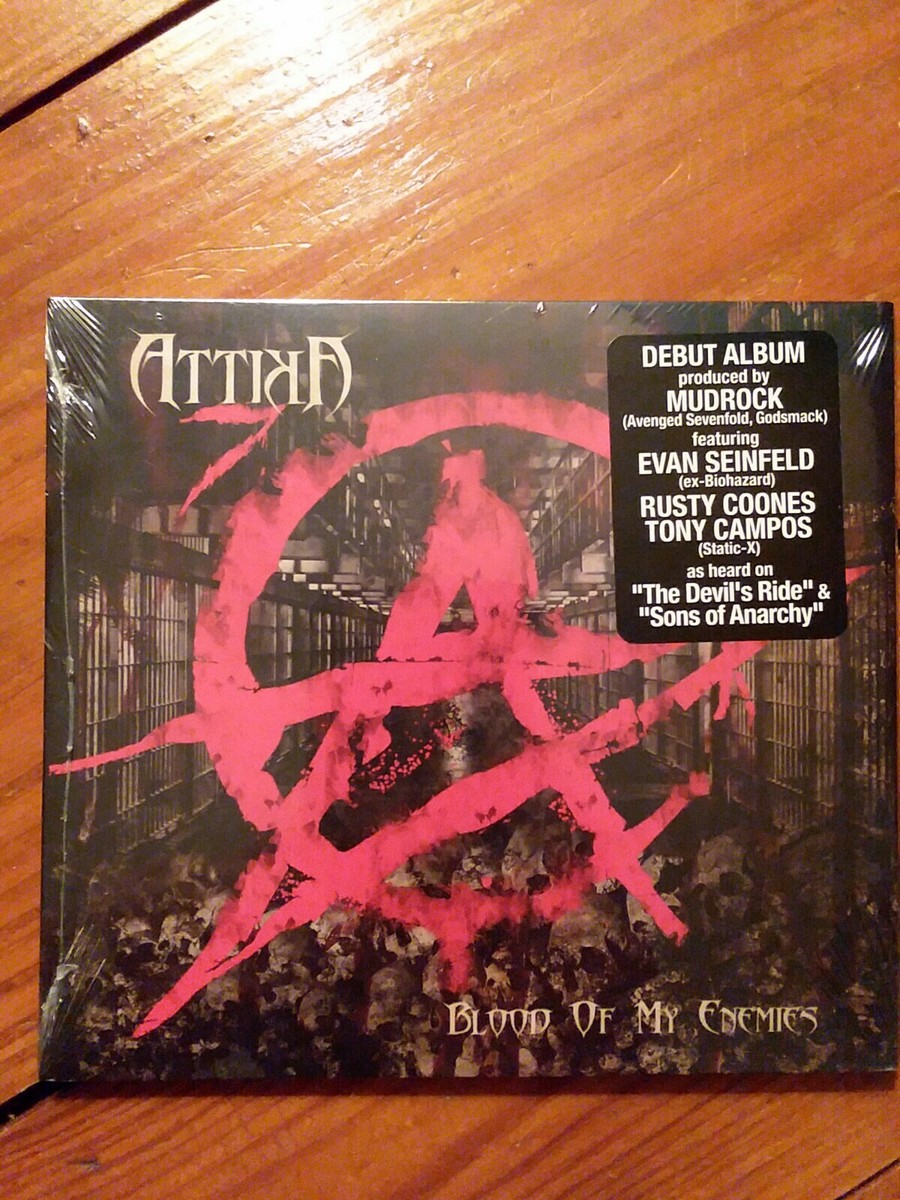 ATTIKA
DEBUT ALBUM
produced by
MUDROCK
(Avenged Sevenfold, Godsmack)
featuring
EVAN SEINFELD
(ex-Biohazard)
RUSTY COONES
TONY CAMPOS
(Static-X)
as heard on
"The Devil's Ride" &
"Sons of Anarchy"
BLOOD OF MY ENEMIES